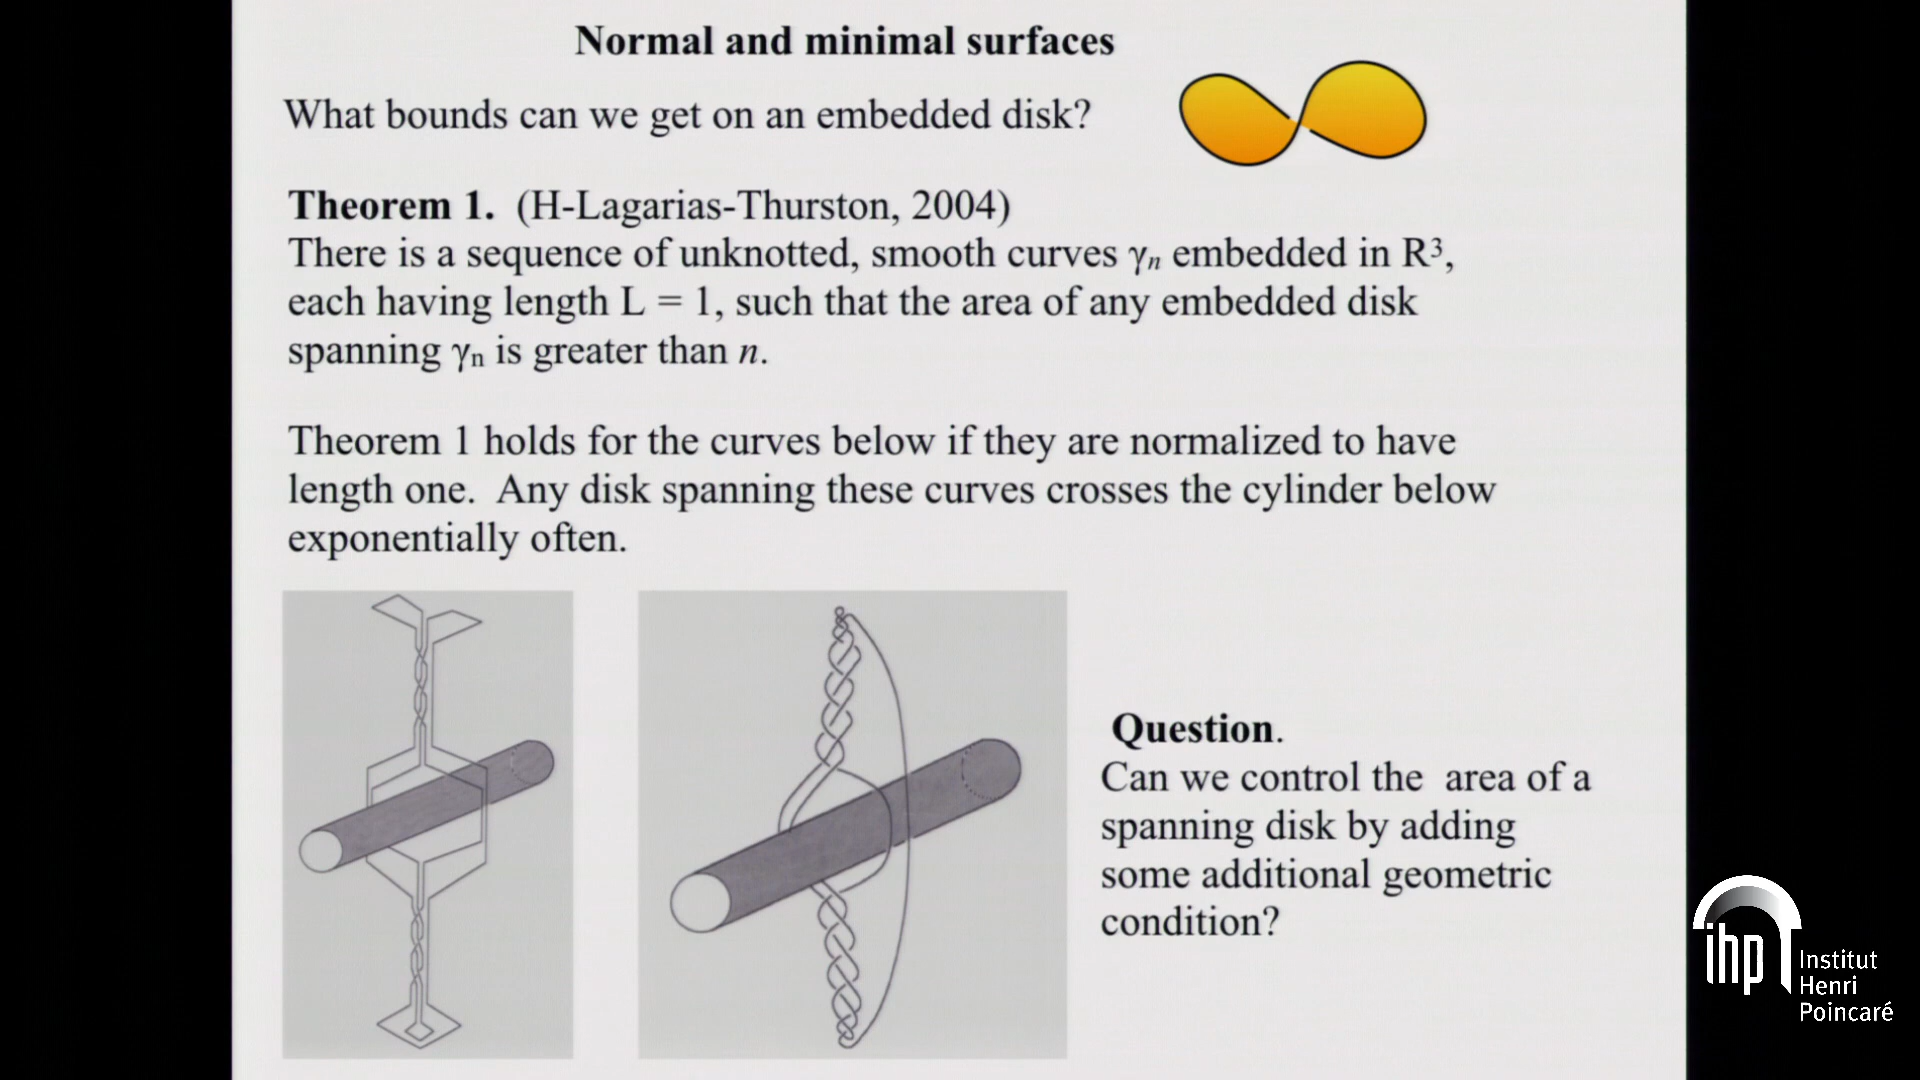 Normal and minimal surfaces
What bounds can we get on an embedded disk?
Theorem 1. (H-Lagarias-Thurston, 2004)
There is a sequence of unknotted, smooth curves γₙ embedded in R³,
each having length L = 1, such that the area of any embedded disk
spanning γₙ is greater than n.
Theorem 1 holds for the curves below if they are normalized to have
length one. Any disk spanning these curves crosses the cylinder below
exponentially often.
Question.
Can we control the area of a
spanning disk by adding
some additional geometric
condition?
ihp
Institut
Henri
Poincaré